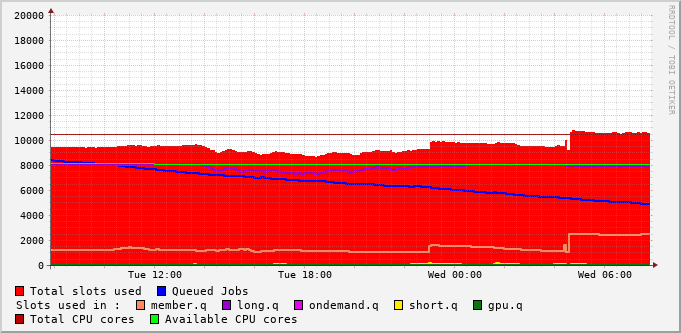 20000
18000
16000
14000
12000
10000
8000
6000
4000
2000
0
Tue 12:00 Tue 18:00 Wed 00:00 Wed 06:00
Total slots used Queued Jobs
Slots used in : member.q long.q ondemand.q short.q gpu.q
Total CPU cores Available CPU cores
RRDTOOL / TOBI OETIKER